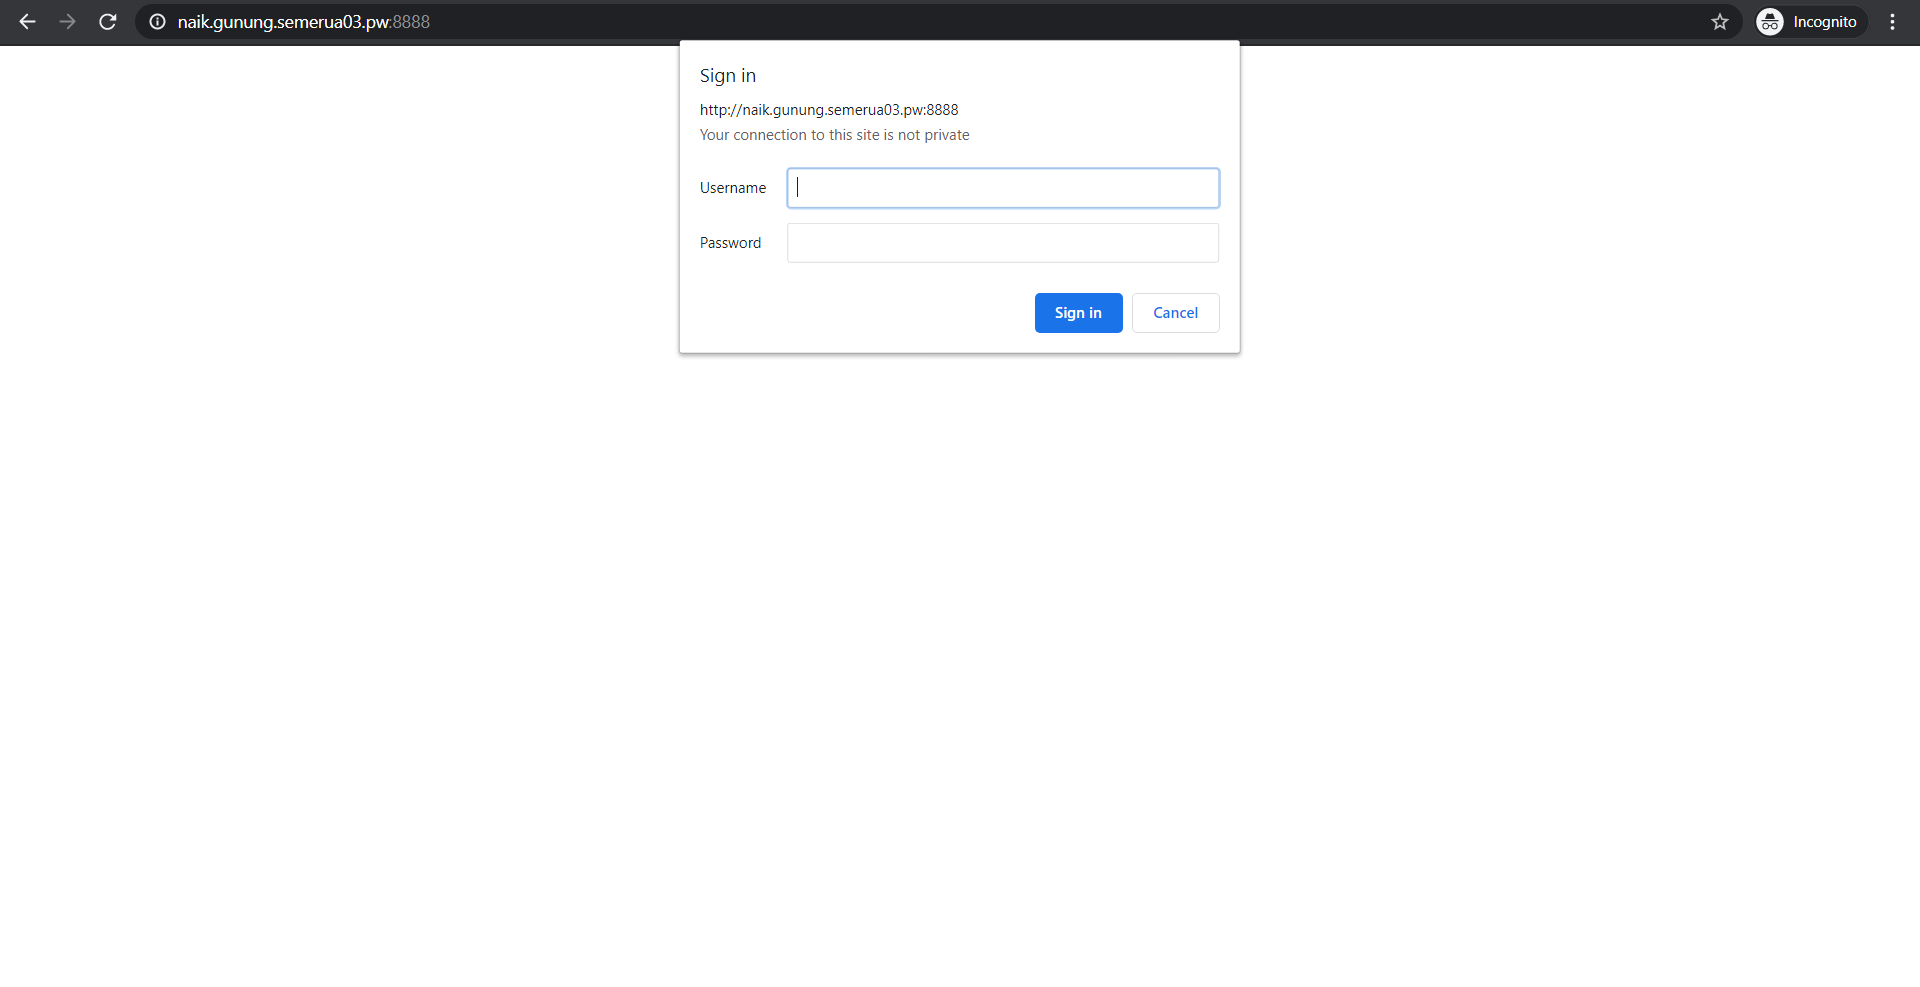 naik.gunung.semerua03.pw:8888
Incognito
Sign in
http://naik.gunung.semerua03.pw:8888
Your connection to this site is not private
Username
Password
Sign in
Cancel